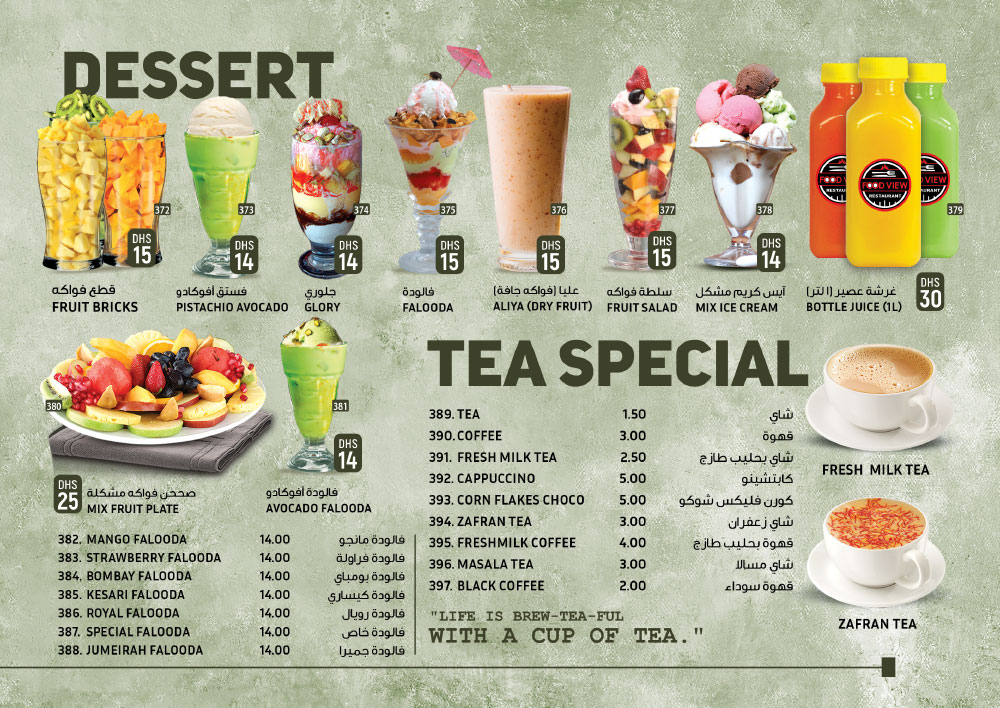 DESSERT
372
DHS
15
قطع فواكه
FRUIT BRICKS
373
DHS
14
فستق أفوكادو
PISTACHIO AVOCADO
374
DHS
14
جلوري
GLORY
375
DHS
15
فالودة
FALOODA
376
DHS
15
عليا (فواكه جافة)
ALIYA (DRY FRUIT)
377
DHS
15
سلطة فواكه
FRUIT SALAD
378
DHS
14
آيس كريم مشكل
MIX ICE CREAM
FOOD VIEW
RESTAURANT
379
DHS
30
غرشة عصير (١ لتر)
BOTTLE JUICE (1L)
380
DHS
25
صحن فواكه مشكلة
MIX FRUIT PLATE
381
DHS
14
فالودة أفوكادو
AVOCADO FALOODA
382. MANGO FALOODA 14.00 فالودة مانجو
383. STRAWBERRY FALOODA 14.00 فالودة فراولة
384. BOMBAY FALOODA 14.00 فالودة بومباي
385. KESARI FALOODA 14.00 فالودة كيساري
386. ROYAL FALOODA 14.00 فالودة رويال
387. SPECIAL FALOODA 14.00 فالودة خاص
388. JUMEIRAH FALOODA 14.00 فالودة جميرا
TEA SPECIAL
389. TEA 1.50 شاي
390. COFFEE 3.00 قهوة
391. FRESH MILK TEA 2.50 شاي بحليب طازج
392. CAPPUCCINO 5.00 كابتشينو
393. CORN FLAKES CHOCO 5.00 كورن فليكس شوكو
394. ZAFRAN TEA 3.00 شاي زعفران
395. FRESHMILK COFFEE 4.00 قهوة بحليب طازج
396. MASALA TEA 3.00 شاي مسالا
397. BLACK COFFEE 2.00 قهوة سوداء
"LIFE IS BREW-TEA-FUL
WITH A CUP OF TEA."
FRESH MILK TEA
ZAFRAN TEA